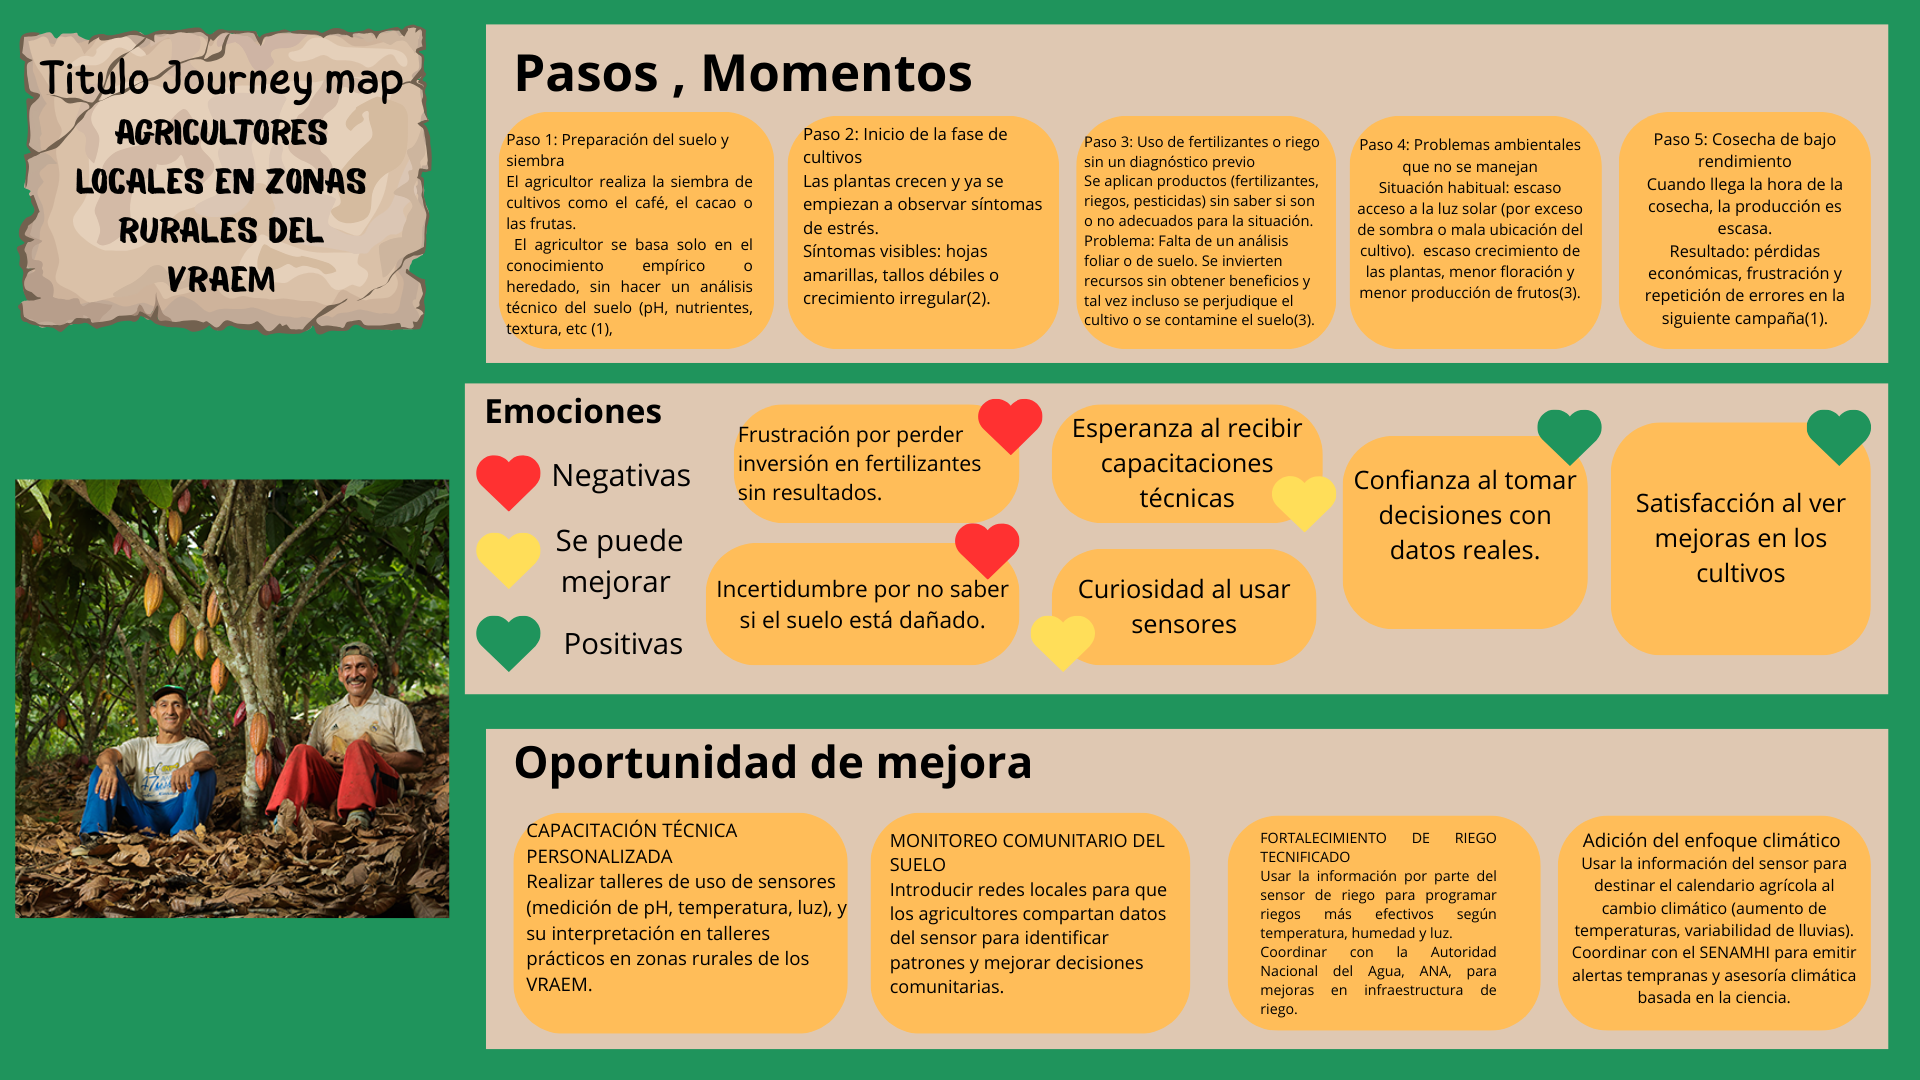 Titulo Journey map
AGRICULTORES
LOCALES EN ZONAS
RURALES DEL
VRAEM
Pasos , Momentos
Paso 1: Preparación del suelo y
siembra
El agricultor realiza la siembra de
cultivos como el café, el cacao o
las frutas.
El agricultor se basa solo en el
conocimiento empírico o
heredado, sin hacer un análisis
técnico del suelo (pH, nutrientes,
textura, etc (1),
Paso 2: Inicio de la fase de
cultivos
Las plantas crecen y ya se
empiezan a observar síntomas
de estrés.
Síntomas visibles: hojas
amarillas, tallos débiles o
crecimiento irregular(2).
Paso 3: Uso de fertilizantes o riego
sin un diagnóstico previo
Se aplican productos (fertilizantes,
riegos, pesticidas) sin saber si son
o no adecuados para la situación.
Problema: Falta de un análisis
foliar o de suelo. Se invierten
recursos sin obtener beneficios y
tal vez incluso se perjudique el
cultivo o se contamine el suelo(3).
Paso 4: Problemas ambientales
que no se manejan
Situación habitual: escaso
acceso a la luz solar (por exceso
de sombra o mala ubicación del
cultivo).  escaso crecimiento de
las plantas, menor floración y
menor producción de frutos(3).
Paso 5: Cosecha de bajo
rendimiento
Cuando llega la hora de la
cosecha, la producción es
escasa.
Resultado: pérdidas
económicas, frustración y
repetición de errores en la
siguiente campaña(1).
Emociones
Negativas
Se puede
mejorar
Positivas
Frustración por perder
inversión en fertilizantes
sin resultados.
Incertidumbre por no saber
si el suelo está dañado.
Esperanza al recibir
capacitaciones
técnicas
Curiosidad al usar
sensores
Confianza al tomar
decisiones con
datos reales.
Satisfacción al ver
mejoras en los
cultivos
Oportunidad de mejora
CAPACITACIÓN TÉCNICA
PERSONALIZADA
Realizar talleres de uso de sensores
(medición de pH, temperatura, luz), y
su interpretación en talleres
prácticos en zonas rurales de los
VRAEM.
MONITOREO COMUNITARIO DEL
SUELO
Introducir redes locales para que
los agricultores compartan datos
del sensor para identificar
patrones y mejorar decisiones
comunitarias.
FORTALECIMIENTO DE RIEGO
TECNIFICADO
Usar la información por parte del
sensor de riego para programar
riegos más efectivos según
temperatura, humedad y luz.
Coordinar con la Autoridad
Nacional del Agua, ANA, para
mejoras en infraestructura de
riego.
Adición del enfoque climático
Usar la información del sensor para
destinar el calendario agrícola al
cambio climático (aumento de
temperaturas, variabilidad de lluvias).
Coordinar con el SENAMHI para emitir
alertas tempranas y asesoría climática
basada en la ciencia.